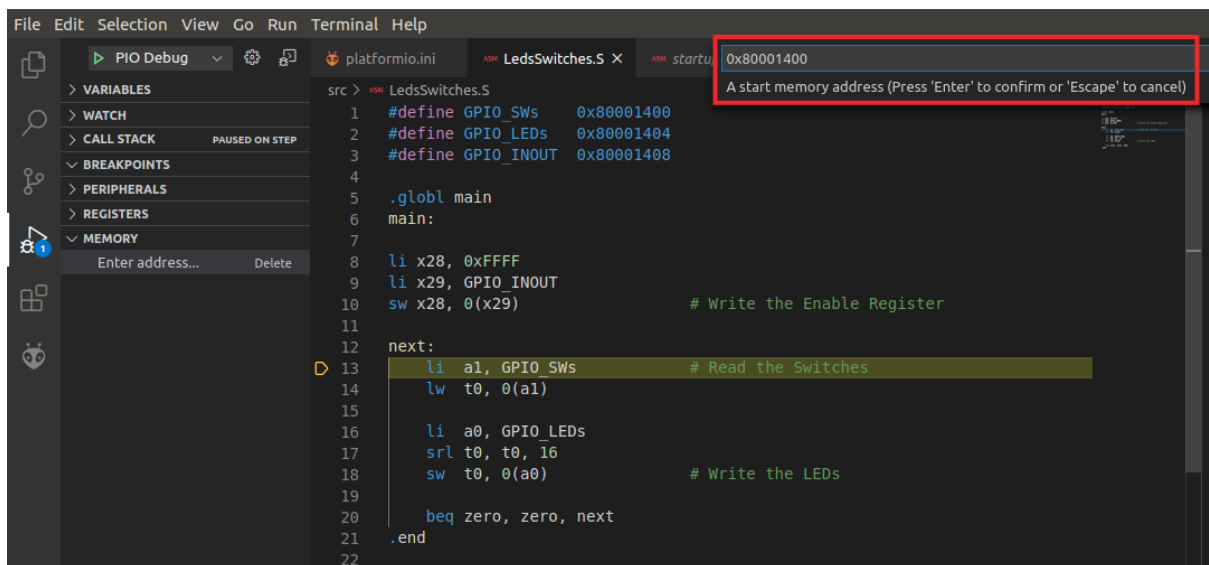 File Edit Selection View Go Run Terminal Help
PIO Debug
platformio.ini
ASM LedsSwitches.S ×
ASM startu
0x80001400
A start memory address (Press 'Enter' to confirm or 'Escape' to cancel)
> VARIABLES
> WATCH
> CALL STACK PAUSED ON STEP
BREAKPOINTS
> PERIPHERALS
> REGISTERS
MEMORY
Enter address... Delete
1
src > ASM LedsSwitches.S
1 #define GPIO_SWs 0x80001400
2 #define GPIO_LEDs 0x80001404
3 #define GPIO_INOUT 0x80001408
4
5 .globl main
6 main:
7
8 li x28, 0xFFFF
9 li x29, GPIO_INOUT
10 sw x28, 0(x29) # Write the Enable Register
11
12 next:
13 li a1, GPIO_SWs # Read the Switches
14 lw t0, 0(a1)
15
16 li a0, GPIO_LEDs
17 srl t0, t0, 16
18 sw t0, 0(a0) # Write the LEDs
19
20 beq zero, zero, next
21 .end
22